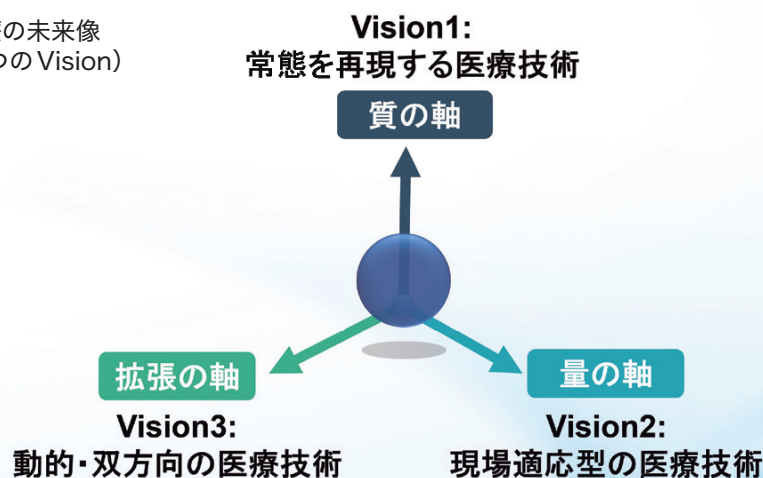 の未来像
のVision）
Vision1:
常態を再現する医療技術
質の軸
拡張の軸
量の軸
Vision3:
動的・双方向の医療技術
Vision2:
現場適応型の医療技術